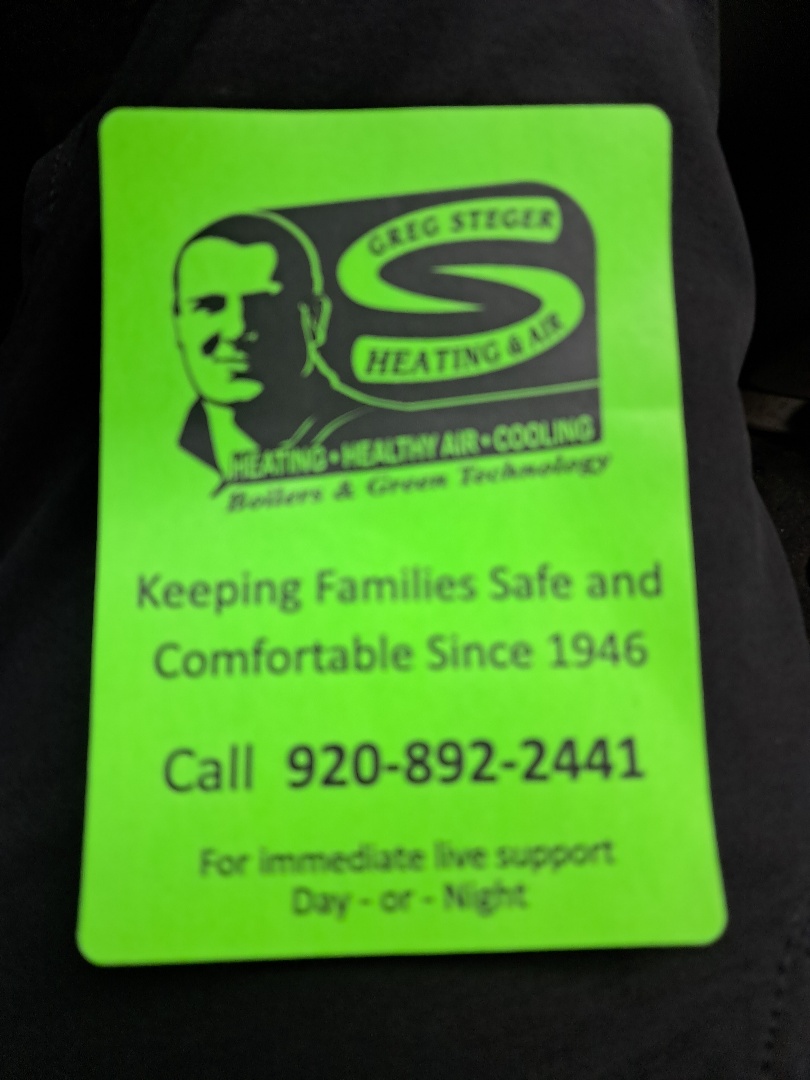 GREG STEGER
HEATING & AIR
HEATING • HEALTHY AIR • COOLING
Boilers & Green Technology
Keeping Families Safe and
Comfortable Since 1946
Call 920-892-2441
For immediate live support
Day - or - Night